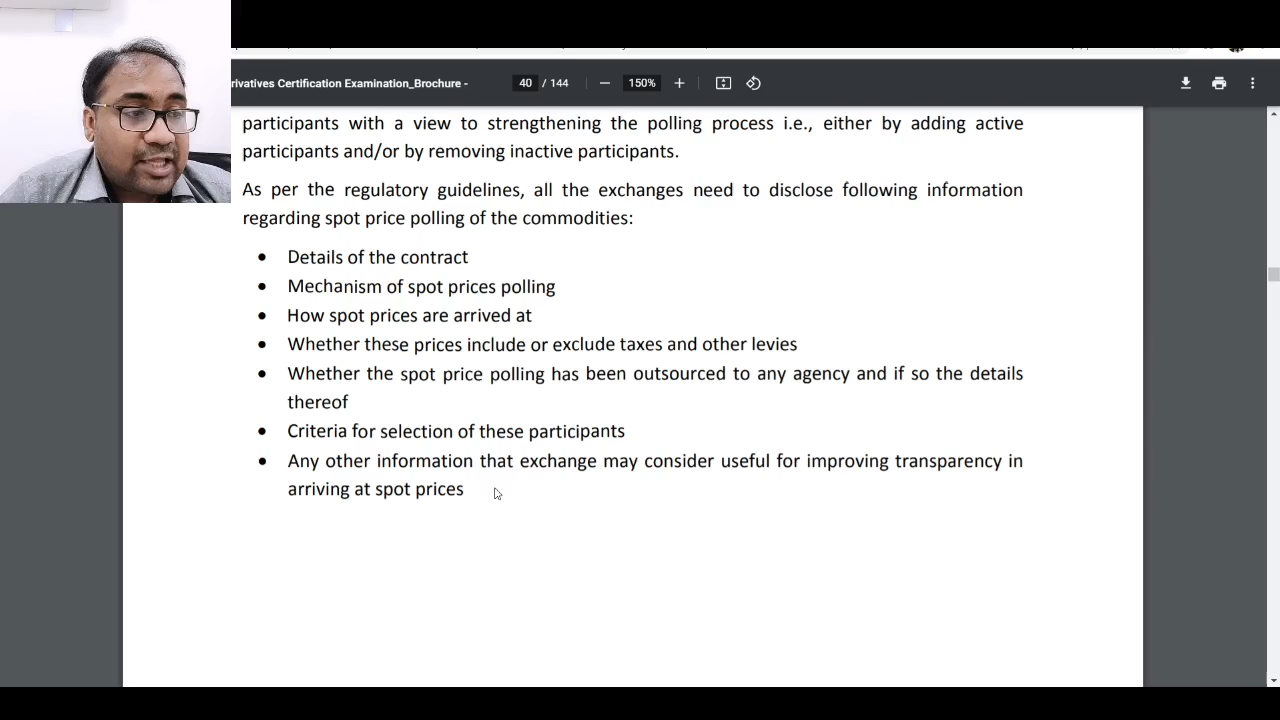 rivatives Certification Examination_Brochure -
40 / 144
150%
participants with a view to strengthening the polling process i.e., either by adding active
participants and/or by removing inactive participants.
As per the regulatory guidelines, all the exchanges need to disclose following information
regarding spot price polling of the commodities:
• Details of the contract
• Mechanism of spot prices polling
• How spot prices are arrived at
• Whether these prices include or exclude taxes and other levies
• Whether the spot price polling has been outsourced to any agency and if so the details
thereof
• Criteria for selection of these participants
• Any other information that exchange may consider useful for improving transparency in
arriving at spot prices